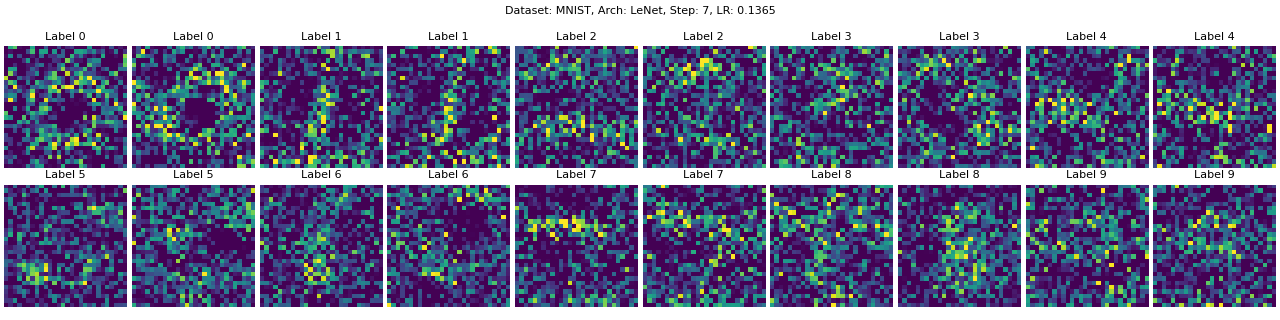 Dataset: MNIST, Arch: LeNet, Step: 7, LR: 0.1365
Label 0 Label 0 Label 1 Label 1 Label 2 Label 2 Label 3 Label 3 Label 4 Label 4
Label 5 Label 5 Label 6 Label 6 Label 7 Label 7 Label 8 Label 8 Label 9 Label 9